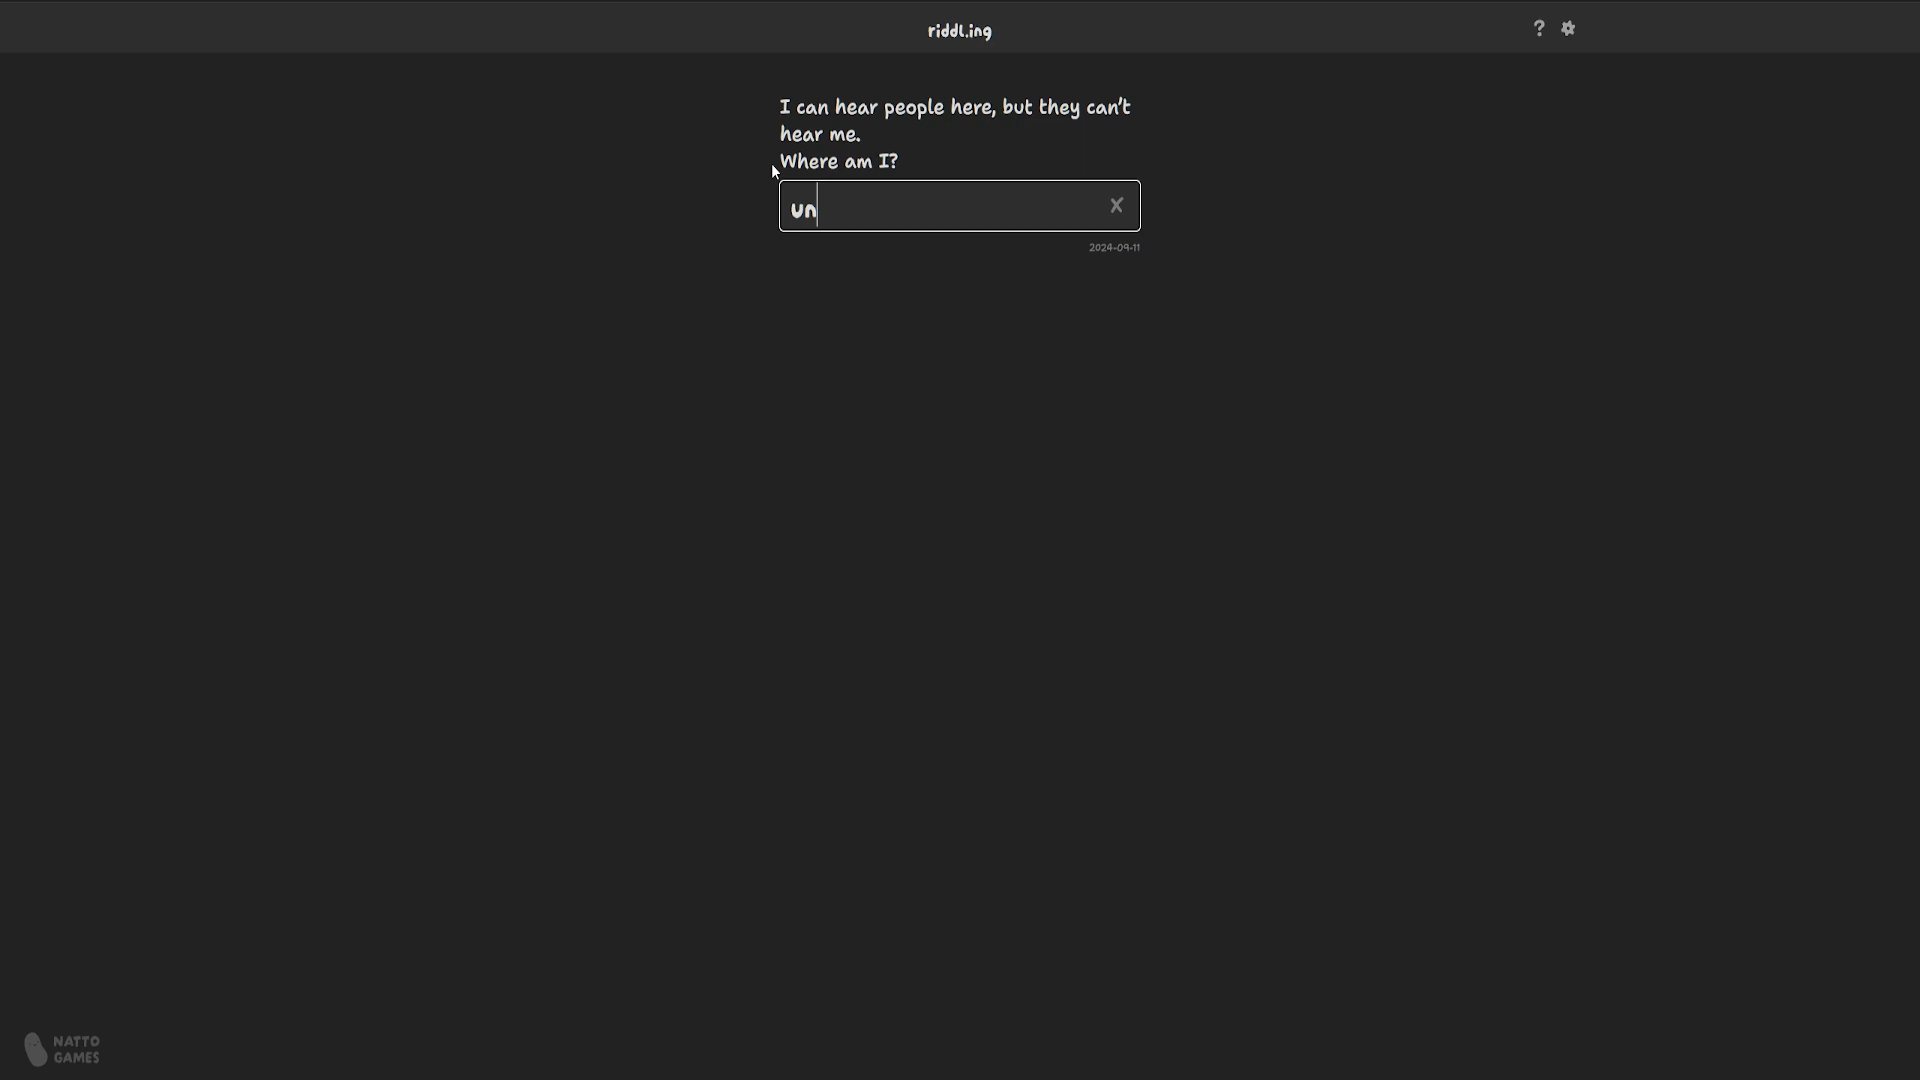 riddl.ing
?
I can hear people here, but they can't
hear me.
Where am I?
un
X
2024-09-11
NATTO
GAMES